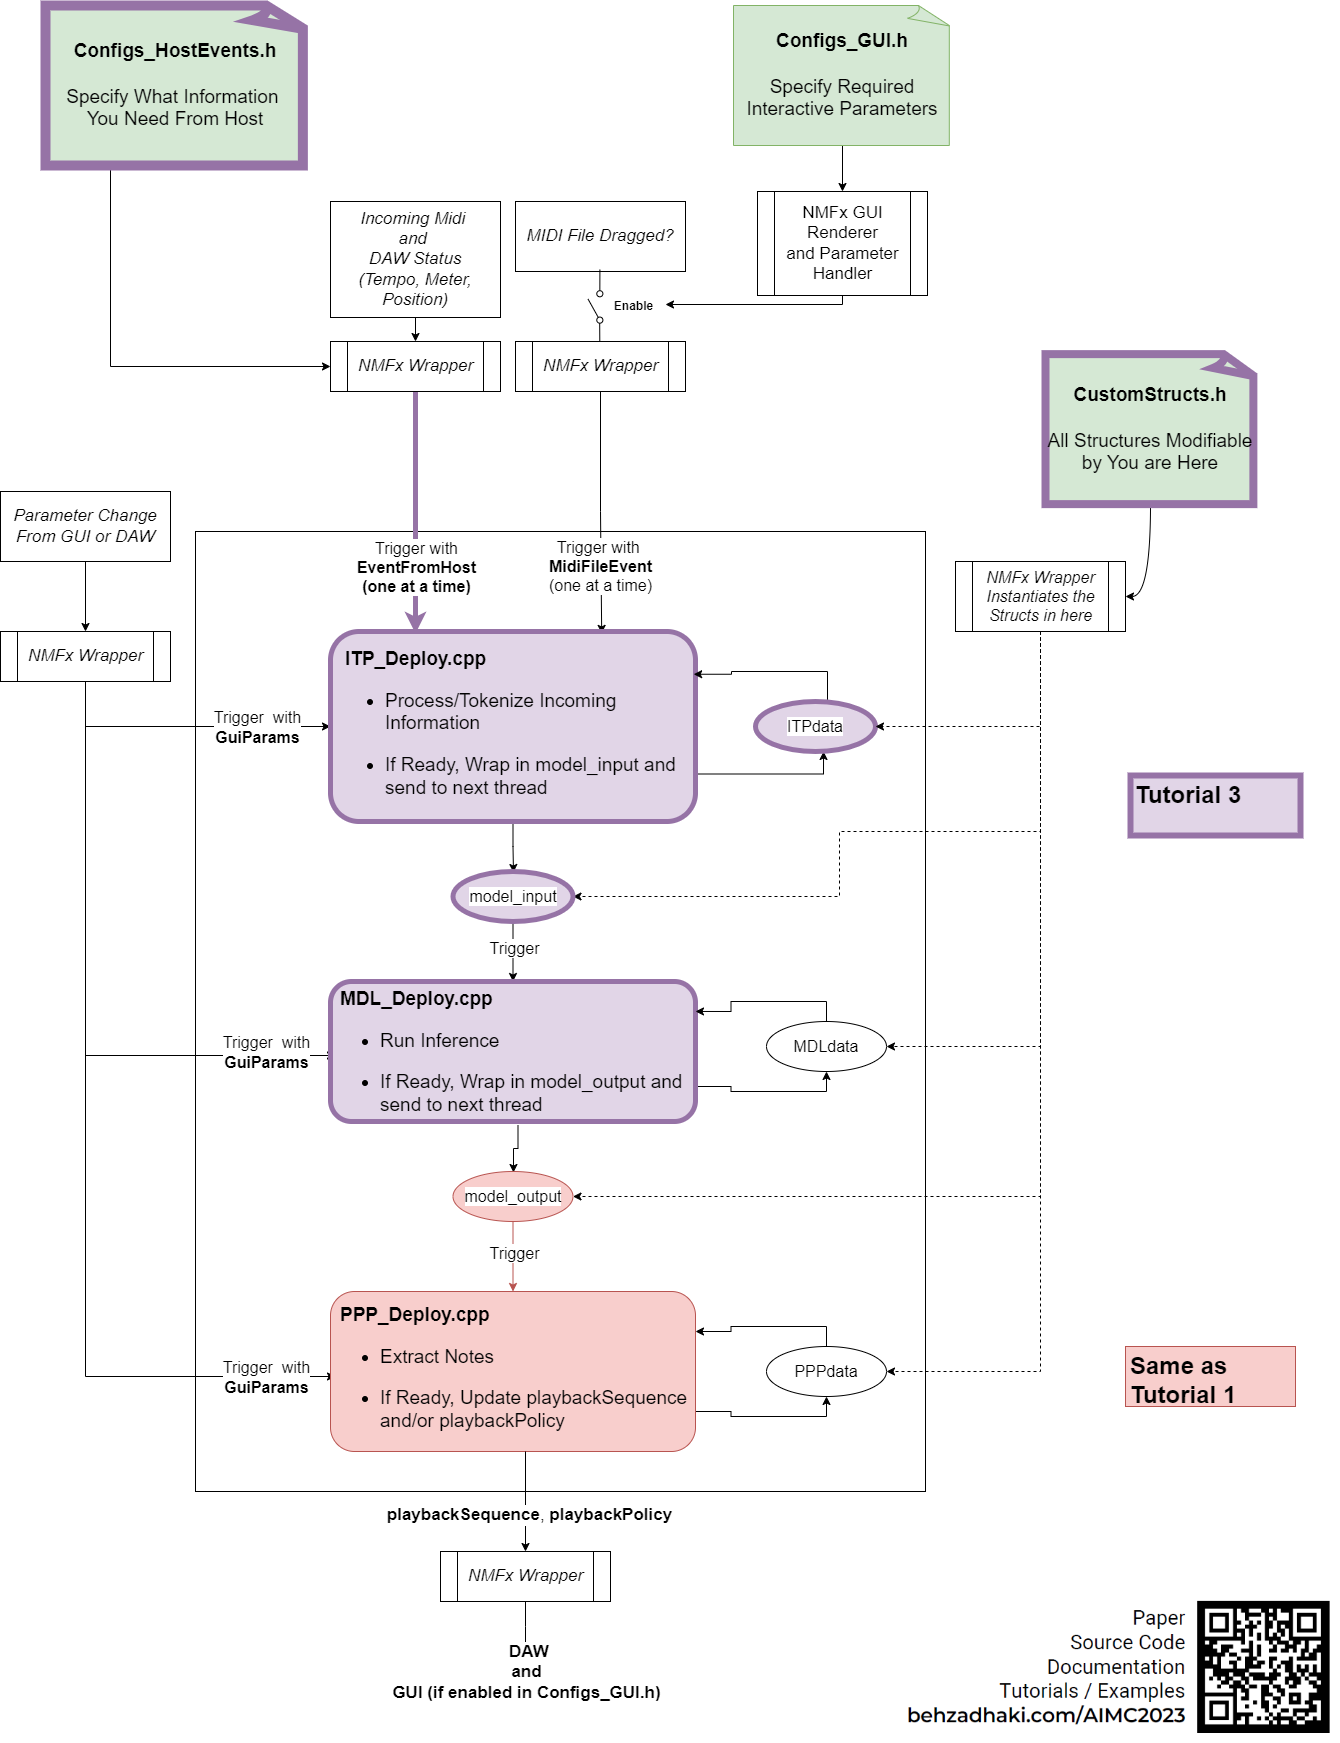 Configs_HostEvents.h
Specify What Information
You Need From Host
Configs_GUI.h
Specify Required
Interactive Parameters
Incoming Midi
and
DAW Status
(Tempo, Meter,
Position)
MIDI File Dragged?
NMFx GUI
Renderer
and Parameter
Handler
Enable
NMFx Wrapper
NMFx Wrapper
CustomStructs.h
All Structures Modifiable
by You are Here
Parameter Change
From GUI or DAW
Trigger with
EventFromHost
(one at a time)
Trigger with
MidiFileEvent
(one at a time)
NMFx Wrapper
Instantiates the
Structs in here
NMFx Wrapper
ITP_Deploy.cpp
• Process/Tokenize Incoming
Information
• If Ready, Wrap in model_input and
send to next thread
Trigger with
GuiParams
ITPdata
Tutorial 3
model_input
Trigger
MDL_Deploy.cpp
• Run Inference
• If Ready, Wrap in model_output and
send to next thread
Trigger with
GuiParams
MDLdata
model_output
Trigger
PPP_Deploy.cpp
• Extract Notes
• If Ready, Update playbackSequence
and/or playbackPolicy
Trigger with
GuiParams
PPPdata
Same as
Tutorial 1
playbackSequence, playbackPolicy
NMFx Wrapper
DAW
and
GUI (if enabled in Configs_GUI.h)
Paper
Source Code
Documentation
Tutorials / Examples
behzadhaki.com/AIMC2023